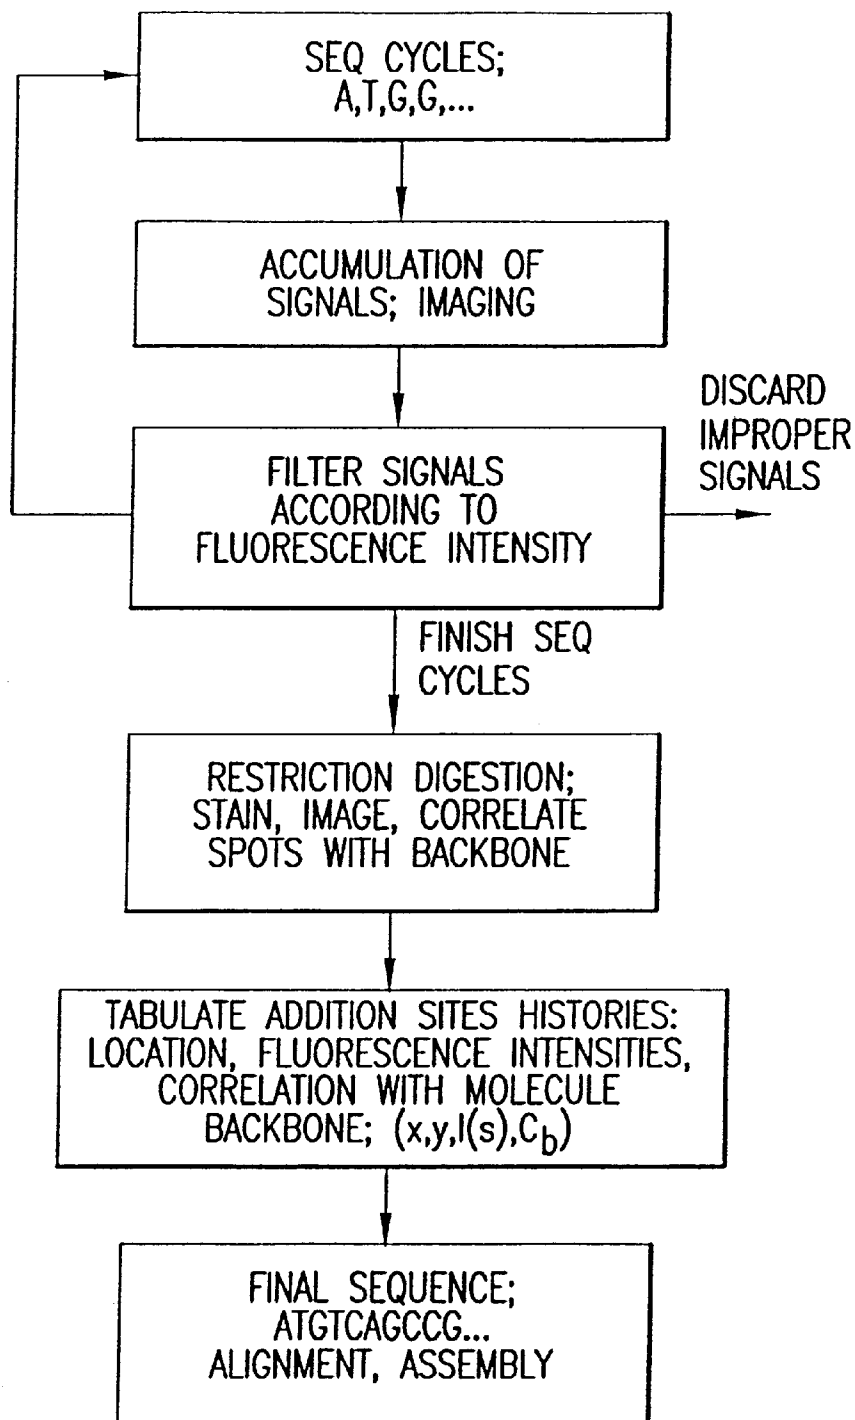 SEQ CYCLES;
A,T,G,G,...
ACCUMULATION OF
SIGNALS; IMAGING
DISCARD
IMPROPER
SIGNALS
FILTER SIGNALS
ACCORDING TO
FLUORESCENCE INTENSITY
FINISH SEQ
CYCLES
RESTRICTION DIGESTION;
STAIN, IMAGE, CORRELATE
SPOTS WITH BACKBONE
TABULATE ADDITION SITES HISTORIES:
LOCATION, FLUORESCENCE INTENSITIES,
CORRELATION WITH MOLECULE
BACKBONE; (x,y,I(s),Cb)
FINAL SEQUENCE;
ATGTCAGCCG...
ALIGNMENT, ASSEMBLY